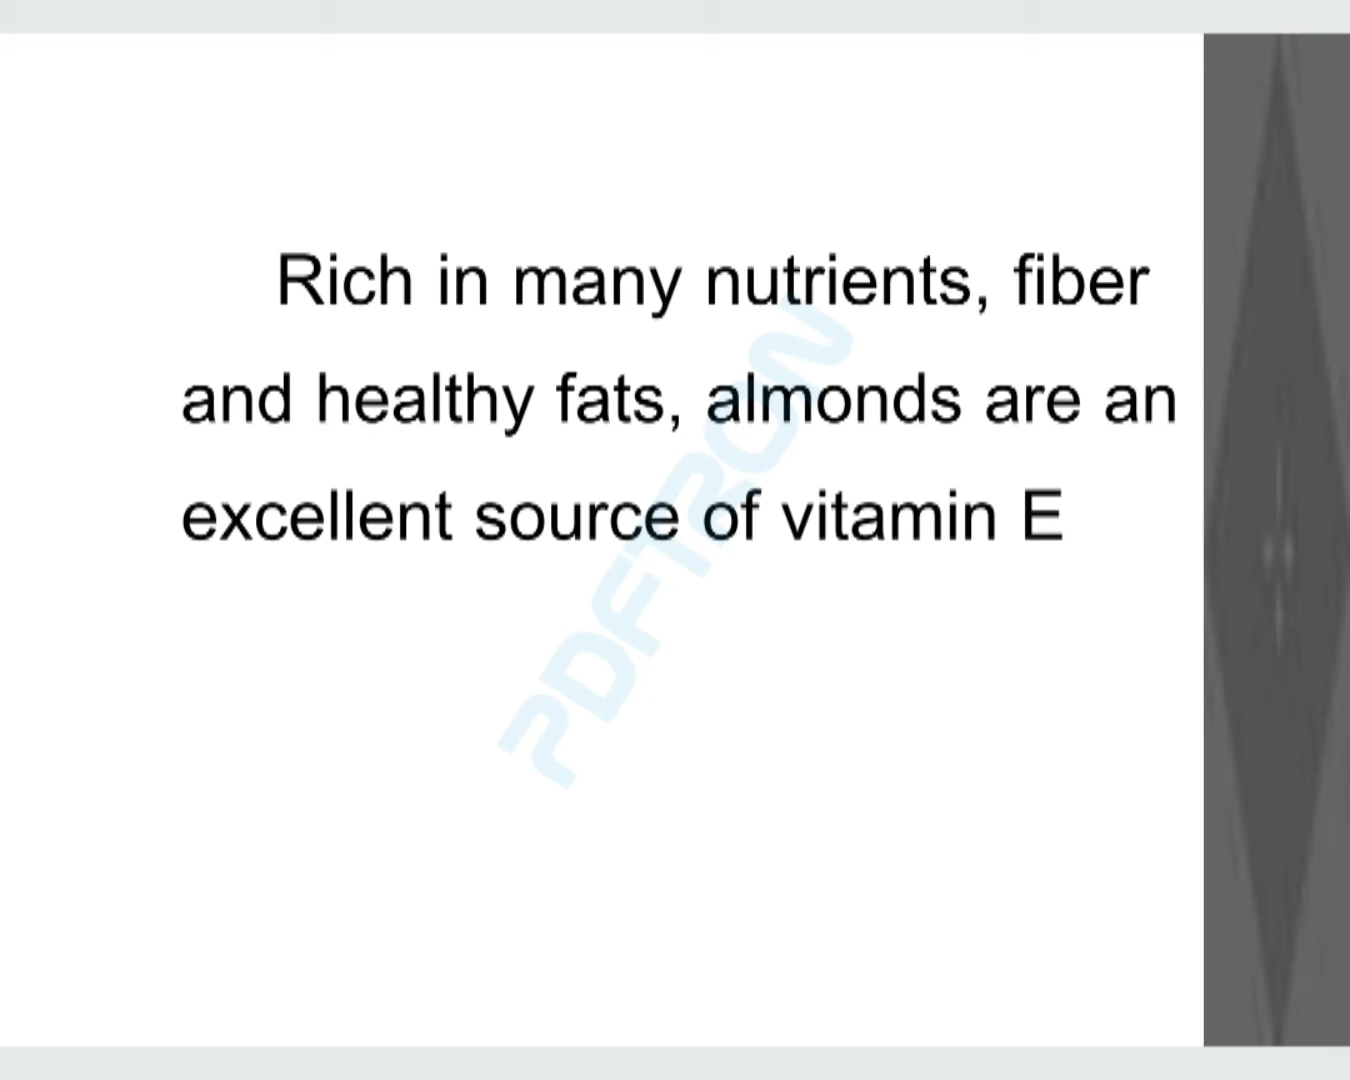 Rich in many nutrients, fiber
and healthy fats, almonds are an
excellent source of vitamin E
PDFTRON